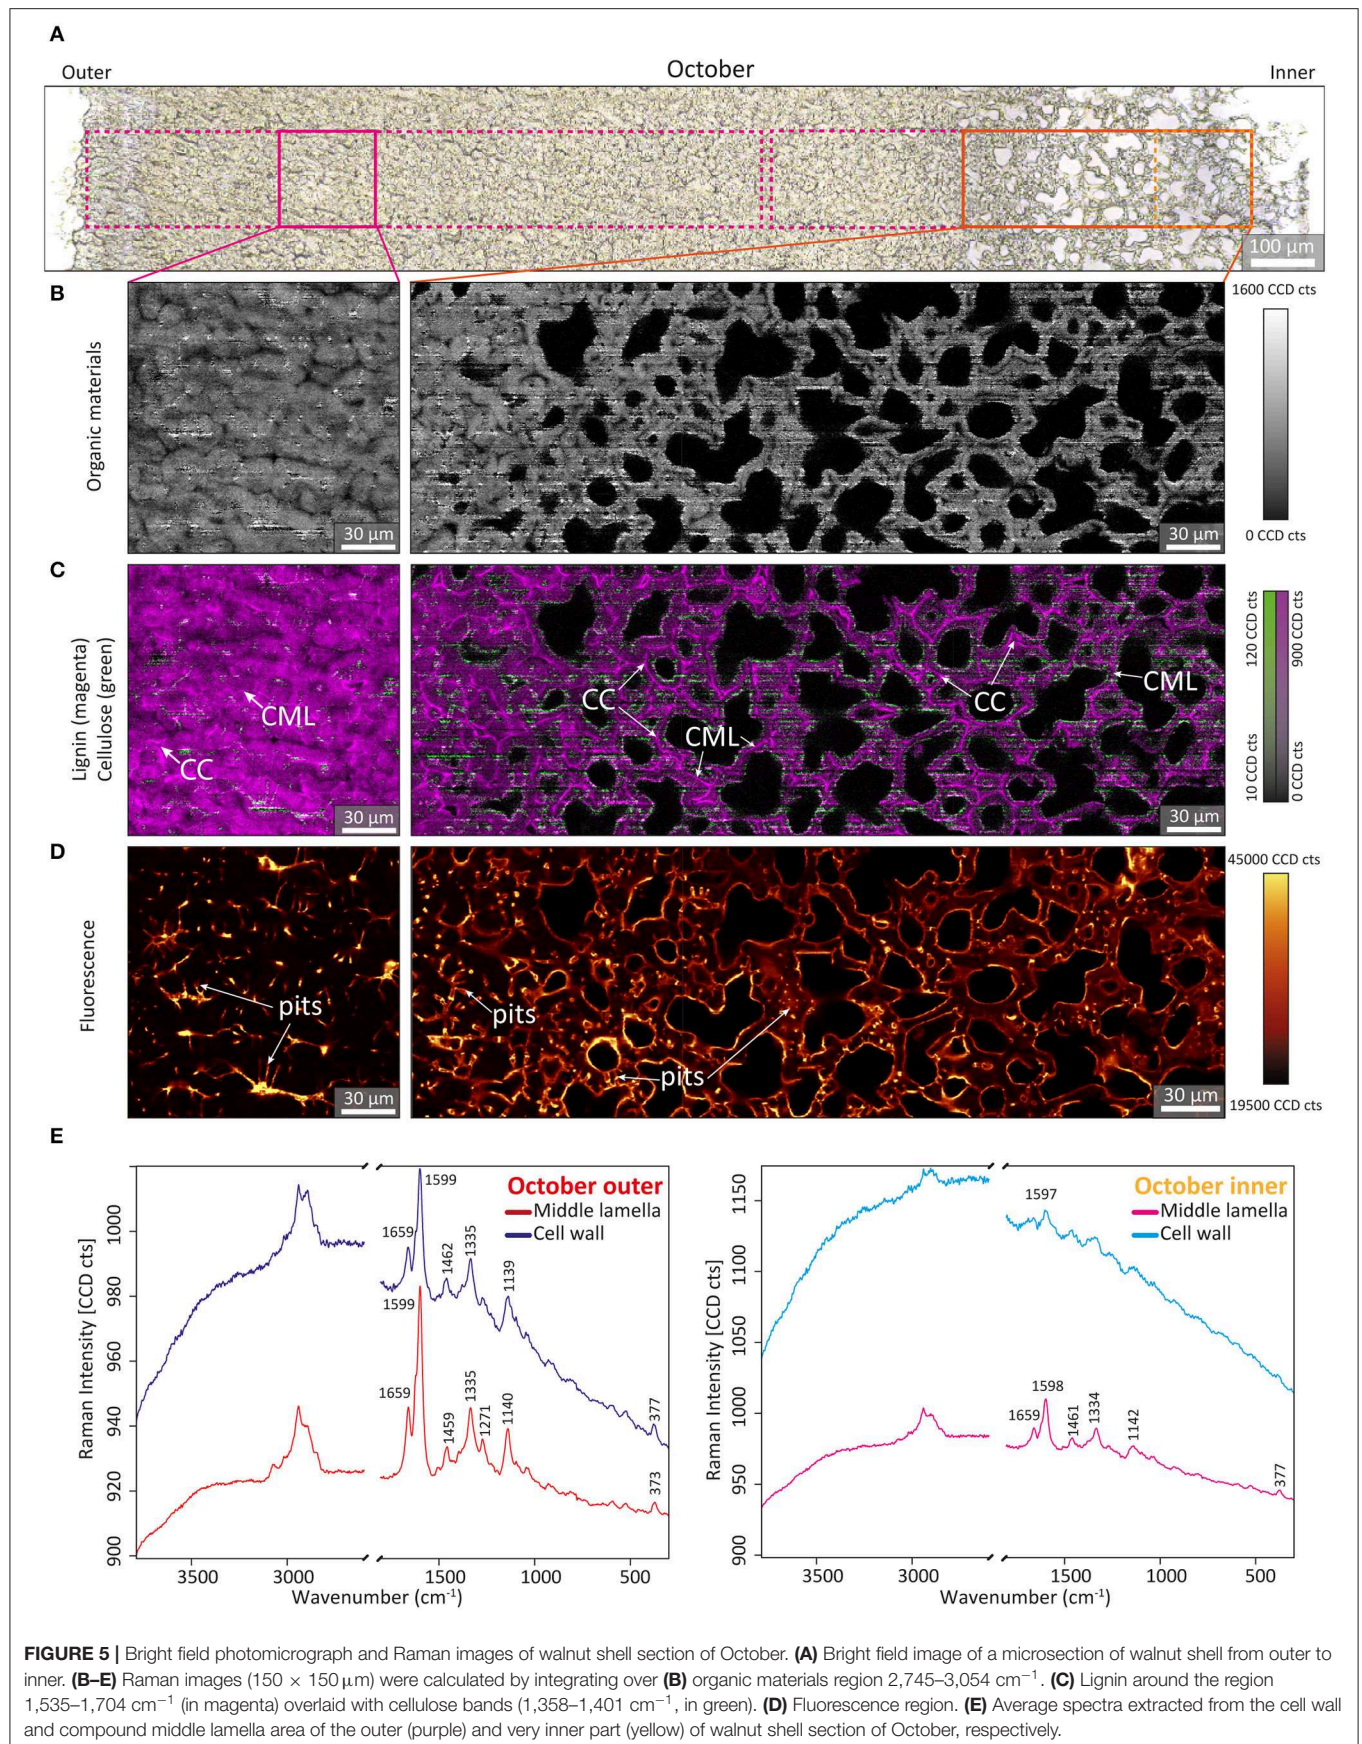 A
Outer
October
Inner
100 µm
B
Organic materials
30 µm
30 µm
1600 CCD cts
0 CCD cts
C
Lignin (magenta)
Cellulose (green)
CML
CC
30 µm
CC
CML
CC
CML
30 µm
120 CCD cts
900 CCD cts
10 CCD cts
0 CCD cts
D
Fluorescence
pits
30 µm
pits
pits
30 µm
45000 CCD cts
19500 CCD cts
E
October outer
Middle lamella
Cell wall
Raman Intensity [CCD cts]
1000
980
960
940
920
900
1659
1599
1462
1335
1139
377
1599
1659
1459
1335
1271
1140
373
3500
3000
1500
1000
500
Wavenumber (cm-1)
October inner
Middle lamella
Cell wall
Raman Intensity [CCD cts]
1150
1100
1050
1000
950
900
1597
1659
1598
1461
1334
1142
377
3500
3000
1500
1000
500
Wavenumber (cm-1)
FIGURE 5 | Bright field photomicrograph and Raman images of walnut shell section of October. (A) Bright field image of a microsection of walnut shell from outer to
inner. (B–E) Raman images (150 × 150 µm) were calculated by integrating over (B) organic materials region 2,745–3,054 cm−1. (C) Lignin around the region
1,535–1,704 cm−1 (in magenta) overlaid with cellulose bands (1,358–1,401 cm−1, in green). (D) Fluorescence region. (E) Average spectra extracted from the cell wall
and compound middle lamella area of the outer (purple) and very inner part (yellow) of walnut shell section of October, respectively.